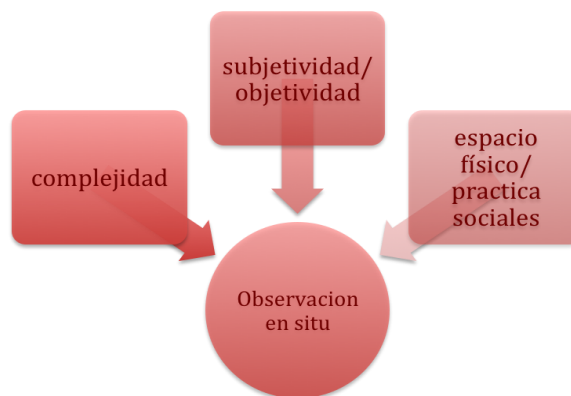 subjetividad/
objetividad
complejidad
espacio
físico/
practica
sociales
Observacion
en situ